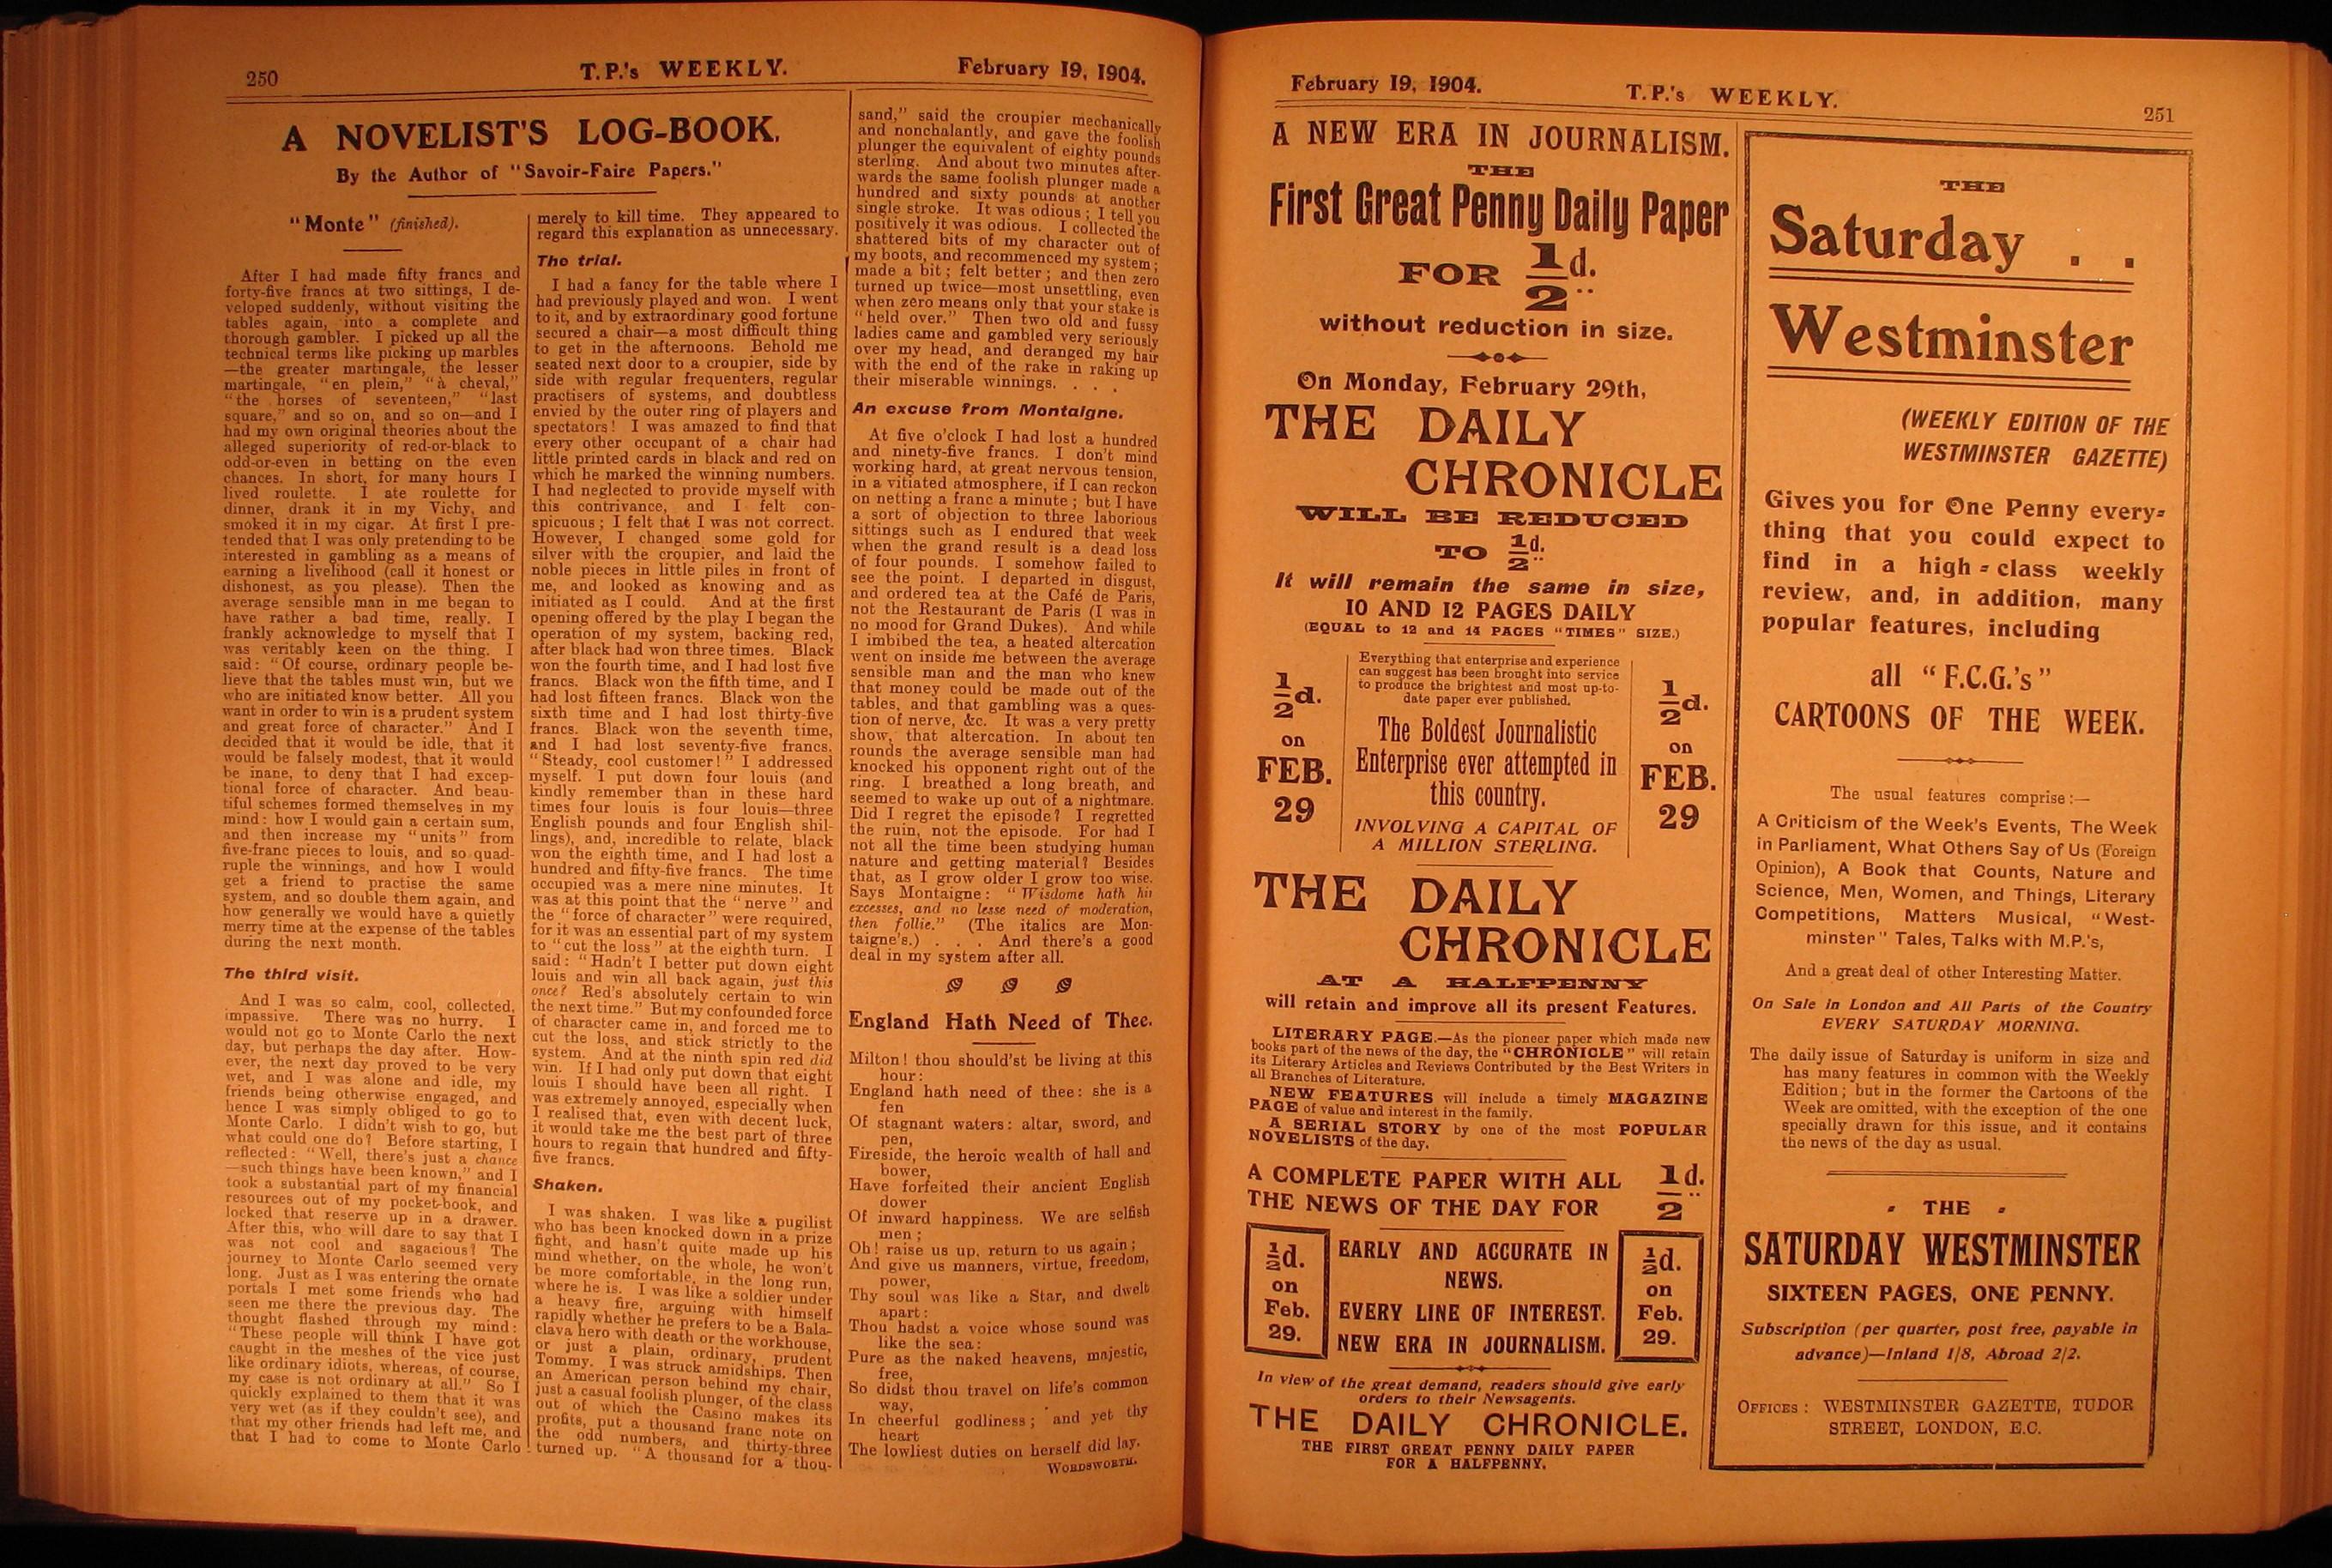 250
T.P.'s WEEKLY.
February 19, 1904.
A NOVELIST'S LOG-BOOK.
By the Author of "Savoir-Faire Papers."
"Monte" (finished).
After I had made fifty francs and
forty-five francs at two sittings, I de-
veloped suddenly, without visiting the
tables again, into a complete and
thorough gambler. I picked up all the
technical terms like picking up marbles
—the greater martingale, the lesser
martingale, "en plein," "à cheval,"
"the horses of seventeen," "last
square," and so on, and so on—and I
had my own original theories about the
alleged superiority of red-or-black to
odd-or-even in betting on the even
chances. In short, for many hours I
lived roulette. I ate roulette for
dinner, drank it in my Vichy, and
smoked it in my cigar. At first I pre-
tended that I was only pretending to be
interested in gambling as a means of
earning a livelihood (call it honest or
dishonest, as you please). Then the
average sensible man in me began to
have rather a bad time, really. I
frankly acknowledge to myself that I
was veritably keen on the thing. I
said: "Of course, ordinary people be-
lieve that the tables must win, but we
who are initiated know better. All you
want in order to win is a prudent system
and great force of character." And I
decided that it would be idle, that it
would be falsely modest, that it would
be inane, to deny that I had excep-
tional force of character. And beau-
tiful schemes formed themselves in my
mind: how I would gain a certain sum,
and then increase my "units" from
five-franc pieces to louis, and so quad-
ruple the winnings, and how I would
get a friend to practise the same
system, and so double them again, and
how generally we would have a quietly
merry time at the expense of the tables
during the next month.
The third visit.
And I was so calm, cool, collected,
impassive. There was no hurry. I
would not go to Monte Carlo the next
day, but perhaps the day after. How-
ever, the next day proved to be very
wet, and I was alone and idle, my
friends being otherwise engaged, and
hence I was simply obliged to go to
Monte Carlo. I didn't wish to go, but
what could one do? Before starting, I
reflected: "Well, there's just a chance
—such things have been known," and I
took a substantial part of my financial
resources out of my pocket-book, and
locked that reserve up in a drawer.
After this, who will dare to say that I
was not cool and sagacious? The
journey to Monte Carlo seemed very
long. Just as I was entering the ornate
portals I met some friends who had
seen me there the previous day. The
thought flashed through my mind:
"These people will think I have got
caught in the meshes of the vice just
like ordinary idiots, whereas, of course,
my case is not ordinary at all." So I
quickly explained to them that it was
very wet (as if they couldn't see), and
that my other friends had left me, and
that I had to come to Monte Carlo
merely to kill time. They appeared to
regard this explanation as unnecessary.
The trial.
I had a fancy for the table where I
had previously played and won. I went
to it, and by extraordinary good fortune
secured a chair—a most difficult thing
to get in the afternoons. Behold me
seated next door to a croupier, side by
side with regular frequenters, regular
practisers of systems, and doubtless
envied by the outer ring of players and
spectators! I was amazed to find that
every other occupant of a chair had
little printed cards in black and red on
which he marked the winning numbers.
I had neglected to provide myself with
this contrivance, and I felt con-
spicuous; I felt that I was not correct.
However, I changed some gold for
silver with the croupier, and laid the
noble pieces in little piles in front of
me, and looked as knowing and as
initiated as I could. And at the first
opening offered by the play I began the
operation of my system, backing red,
after black had won three times. Black
won the fourth time, and I had lost five
francs. Black won the fifth time, and I
had lost fifteen francs. Black won the
sixth time and I had lost thirty-five
francs. Black won the seventh time,
and I had lost seventy-five francs.
"Steady, cool customer!" I addressed
myself. I put down four louis (and
kindly remember than in these hard
times four louis is four louis—three
English pounds and four English shil-
lings), and, incredible to relate, black
won the eighth time, and I had lost a
hundred and fifty-five francs. The time
occupied was a mere nine minutes. It
was at this point that the "nerve" and
the "force of character" were required,
for it was an essential part of my system
to "cut the loss" at the eighth turn. I
said: "Hadn't I better put down eight
louis and win all back again, just this
once? Red's absolutely certain to win
the next time." But my confounded force
of character came in, and forced me to
cut the loss, and stick strictly to the
system. And at the ninth spin red did
win. If I had only put down that eight
louis I should have been all right. I
was extremely annoyed, especially when
I realised that, even with decent luck,
it would take me the best part of three
hours to regain that hundred and fifty-
five francs.
Shaken.
I was shaken. I was like a pugilist
who has been knocked down in a prize
fight, and hasn't quite made up his
mind whether, on the whole, he won't
be more comfortable, in the long run,
where he is. I was like a soldier under
a heavy fire, arguing with himself
rapidly whether he prefers to be a Bala-
clava hero with death or the workhouse,
or just a plain, ordinary, prudent
Tommy. I was struck amidships. Then
an American person behind my chair,
just a casual foolish plunger, of the class
out of which the Casino makes its
profits, put a thousand franc note on
the odd numbers, and thirty-three
turned up. "A thousand for a thou-
sand," said the croupier mechanically
and nonchalantly, and gave the foolish
plunger the equivalent of eighty pounds
sterling. And about two minutes after-
wards the same foolish plunger made a
hundred and sixty pounds at another
single stroke. It was odious; I tell you
positively it was odious. I collected the
shattered bits of my character out of
my boots, and recommenced my system;
made a bit; felt better; and then zero
turned up twice—most unsettling, even
when zero means only that your stake is
"held over." Then two old and fussy
ladies came and gambled very seriously
over my head, and deranged my hair
with the end of the rake in raking up
their miserable winnings. . . .
An excuse from Montaigne.
At five o'clock I had lost a hundred
and ninety-five francs. I don't mind
working hard, at great nervous tension,
in a vitiated atmosphere, if I can reckon
on netting a franc a minute; but I have
a sort of objection to three laborious
sittings such as I endured that week
when the grand result is a dead loss
of four pounds. I somehow failed to
see the point. I departed in disgust,
and ordered tea at the Café de Paris,
not the Restaurant de Paris (I was in
no mood for Grand Dukes). And while
I imbibed the tea, a heated altercation
went on inside me between the average
sensible man and the man who knew
that money could be made out of the
tables, and that gambling was a ques-
tion of nerve, &c. It was a very pretty
show, that altercation. In about ten
rounds the average sensible man had
knocked his opponent right out of the
ring. I breathed a long breath, and
seemed to wake up out of a nightmare.
Did I regret the episode? I regretted
the ruin, not the episode. For had I
not all the time been studying human
nature and getting material? Besides
that, as I grow older I grow too wise.
Says Montaigne: "Wisdome hath his
excesses, and no lesse need of moderation,
then follie." (The italics are Mon-
taigne's.) . . . And there's a good
deal in my system after all.
England Hath Need of Thee.
Milton! thou should'st be living at this
hour:
England hath need of thee: she is a
fen
Of stagnant waters: altar, sword, and
pen,
Fireside, the heroic wealth of hall and
bower,
Have forfeited their ancient English
dower
Of inward happiness. We are selfish
men;
Oh! raise us up, return to us again;
And give us manners, virtue, freedom,
power,
Thy soul was like a Star, and dwelt
apart:
Thou hadst a voice whose sound was
like the sea:
Pure as the naked heavens, majestic,
free,
So didst thou travel on life's common
way,
In cheerful godliness; and yet thy
heart
The lowliest duties on herself did lay.
WORDSWORTH.
February 19, 1904.
T.P.'s WEEKLY.
251
A NEW ERA IN JOURNALISM.
THE
First Great Penny Daily Paper
FOR 1/2d.
without reduction in size.
On Monday, February 29th,
THE DAILY
CHRONICLE
WILL BE REDUCED
TO 1/2d.
It will remain the same in size,
10 AND 12 PAGES DAILY
(EQUAL to 12 and 14 PAGES "TIMES" SIZE.)
1/2d.
on
FEB.
29
Everything that enterprise and experience
can suggest has been brought into service
to produce the brightest and most up-to-
date paper ever published.
The Boldest Journalistic
Enterprise ever attempted in
this country.
INVOLVING A CAPITAL OF
A MILLION STERLING.
1/2d.
on
FEB.
29
THE DAILY
CHRONICLE
AT A HALFPENNY
will retain and improve all its present Features.
LITERARY PAGE.—As the pioneer paper which made new
books part of the news of the day, the "CHRONICLE" will retain
its Literary Articles and Reviews Contributed by the Best Writers in
all Branches of Literature.
NEW FEATURES will include a timely MAGAZINE
PAGE of value and interest in the family.
A SERIAL STORY by one of the most POPULAR
NOVELISTS of the day.
A COMPLETE PAPER WITH ALL
THE NEWS OF THE DAY FOR
1/2d.
1/2d.
on
Feb.
29.
EARLY AND ACCURATE IN
NEWS.
EVERY LINE OF INTEREST.
NEW ERA IN JOURNALISM.
1/2d.
on
Feb.
29.
In view of the great demand, readers should give early
orders to their Newsagents.
THE DAILY CHRONICLE.
THE FIRST GREAT PENNY DAILY PAPER
FOR A HALFPENNY.
THE
Saturday . .
Westminster
(WEEKLY EDITION OF THE
WESTMINSTER GAZETTE)
Gives you for One Penny every-
thing that you could expect to
find in a high-class weekly
review, and, in addition, many
popular features, including
all "F.C.G.'s"
CARTOONS OF THE WEEK.
The usual features comprise:—
A Criticism of the Week's Events, The Week
in Parliament, What Others Say of Us (Foreign
Opinion), A Book that Counts, Nature and
Science, Men, Women, and Things, Literary
Competitions, Matters Musical, "West-
minster" Tales, Talks with M.P.'s,
And a great deal of other Interesting Matter.
On Sale in London and All Parts of the Country
EVERY SATURDAY MORNING.
The daily issue of Saturday is uniform in size and
has many features in common with the Weekly
Edition; but in the former the Cartoons of the
Week are omitted, with the exception of the one
specially drawn for this issue, and it contains
the news of the day as usual.
THE
SATURDAY WESTMINSTER
SIXTEEN PAGES, ONE PENNY.
Subscription (per quarter, post free, payable in
advance)—Inland 1/8, Abroad 2/2.
OFFICES: WESTMINSTER GAZETTE, TUDOR
STREET, LONDON, E.C.